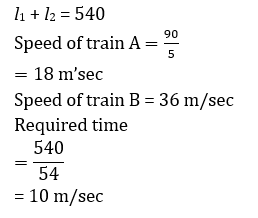 l₁ + l₂ = 540
Speed of train A = 90/5
= 18 m’sec
Speed of train B = 36 m/sec
Required time
= 540/54
= 10 m/sec